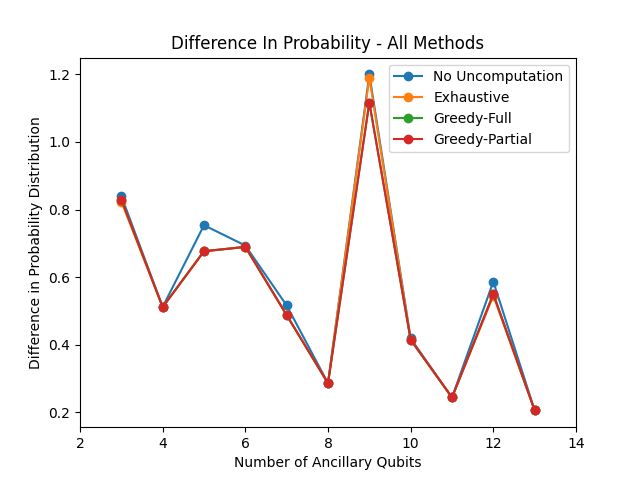 Difference In Probability - All Methods
No Uncomputation
Exhaustive
Greedy-Full
Greedy-Partial
Difference in Probability Distribution
1.2
1.0
0.8
0.6
0.4
0.2
2 4 6 8 10 12 14
Number of Ancillary Qubits